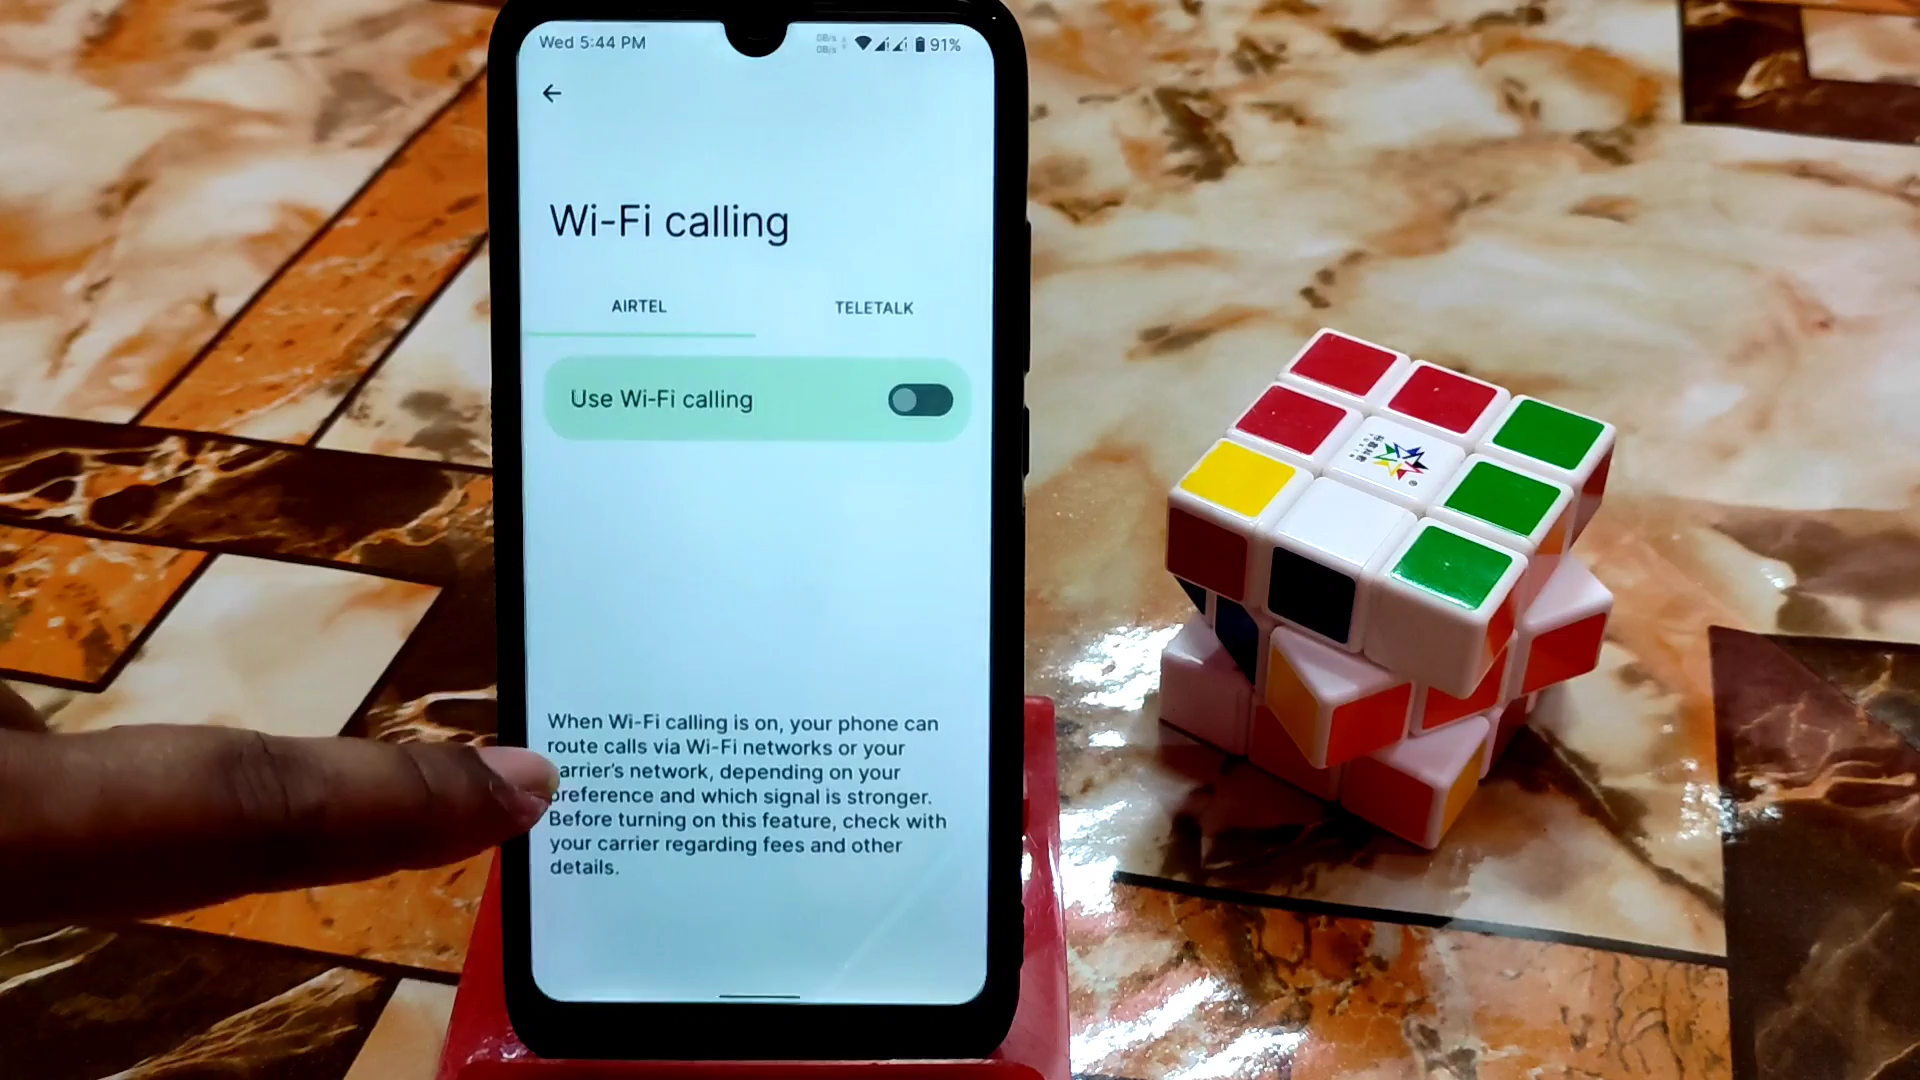 Wed 5:44 PM
0B/s
0B/s
91%
Wi-Fi calling
AIRTEL
TELETALK
Use Wi-Fi calling
When Wi-Fi calling is on, your phone can
route calls via Wi-Fi networks or your
arrier's network, depending on your
preference and which signal is stronger.
Before turning on this feature, check with
your carrier regarding fees and other
details.